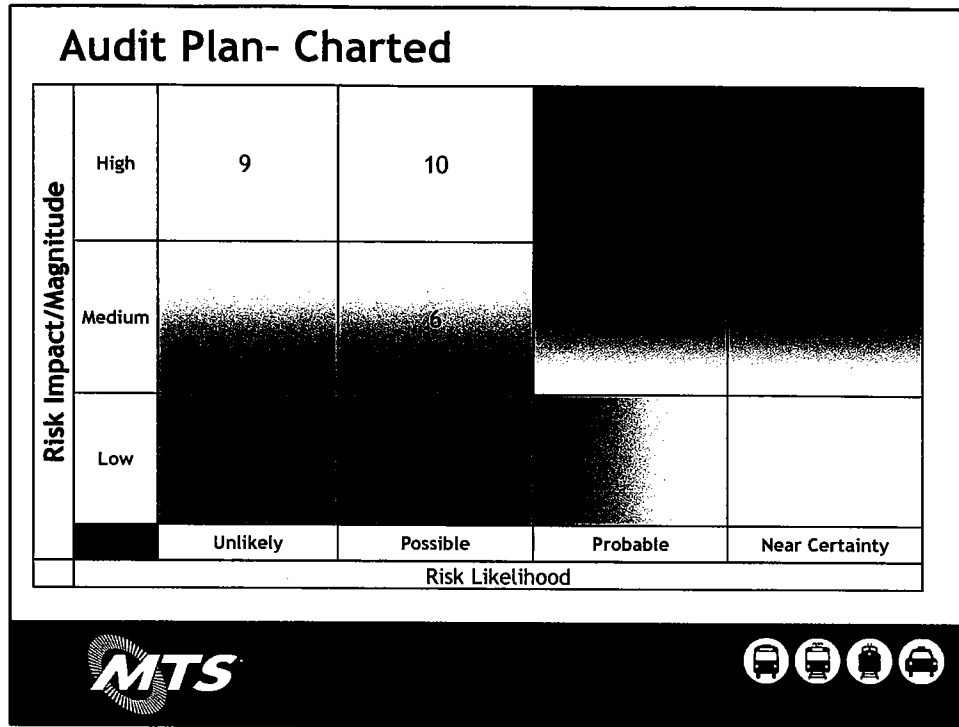 Audit Plan- Charted
Risk Impact/Magnitude
High
9
10
Medium
6
Low
Unlikely
Possible
Probable
Near Certainty
Risk Likelihood
MTS